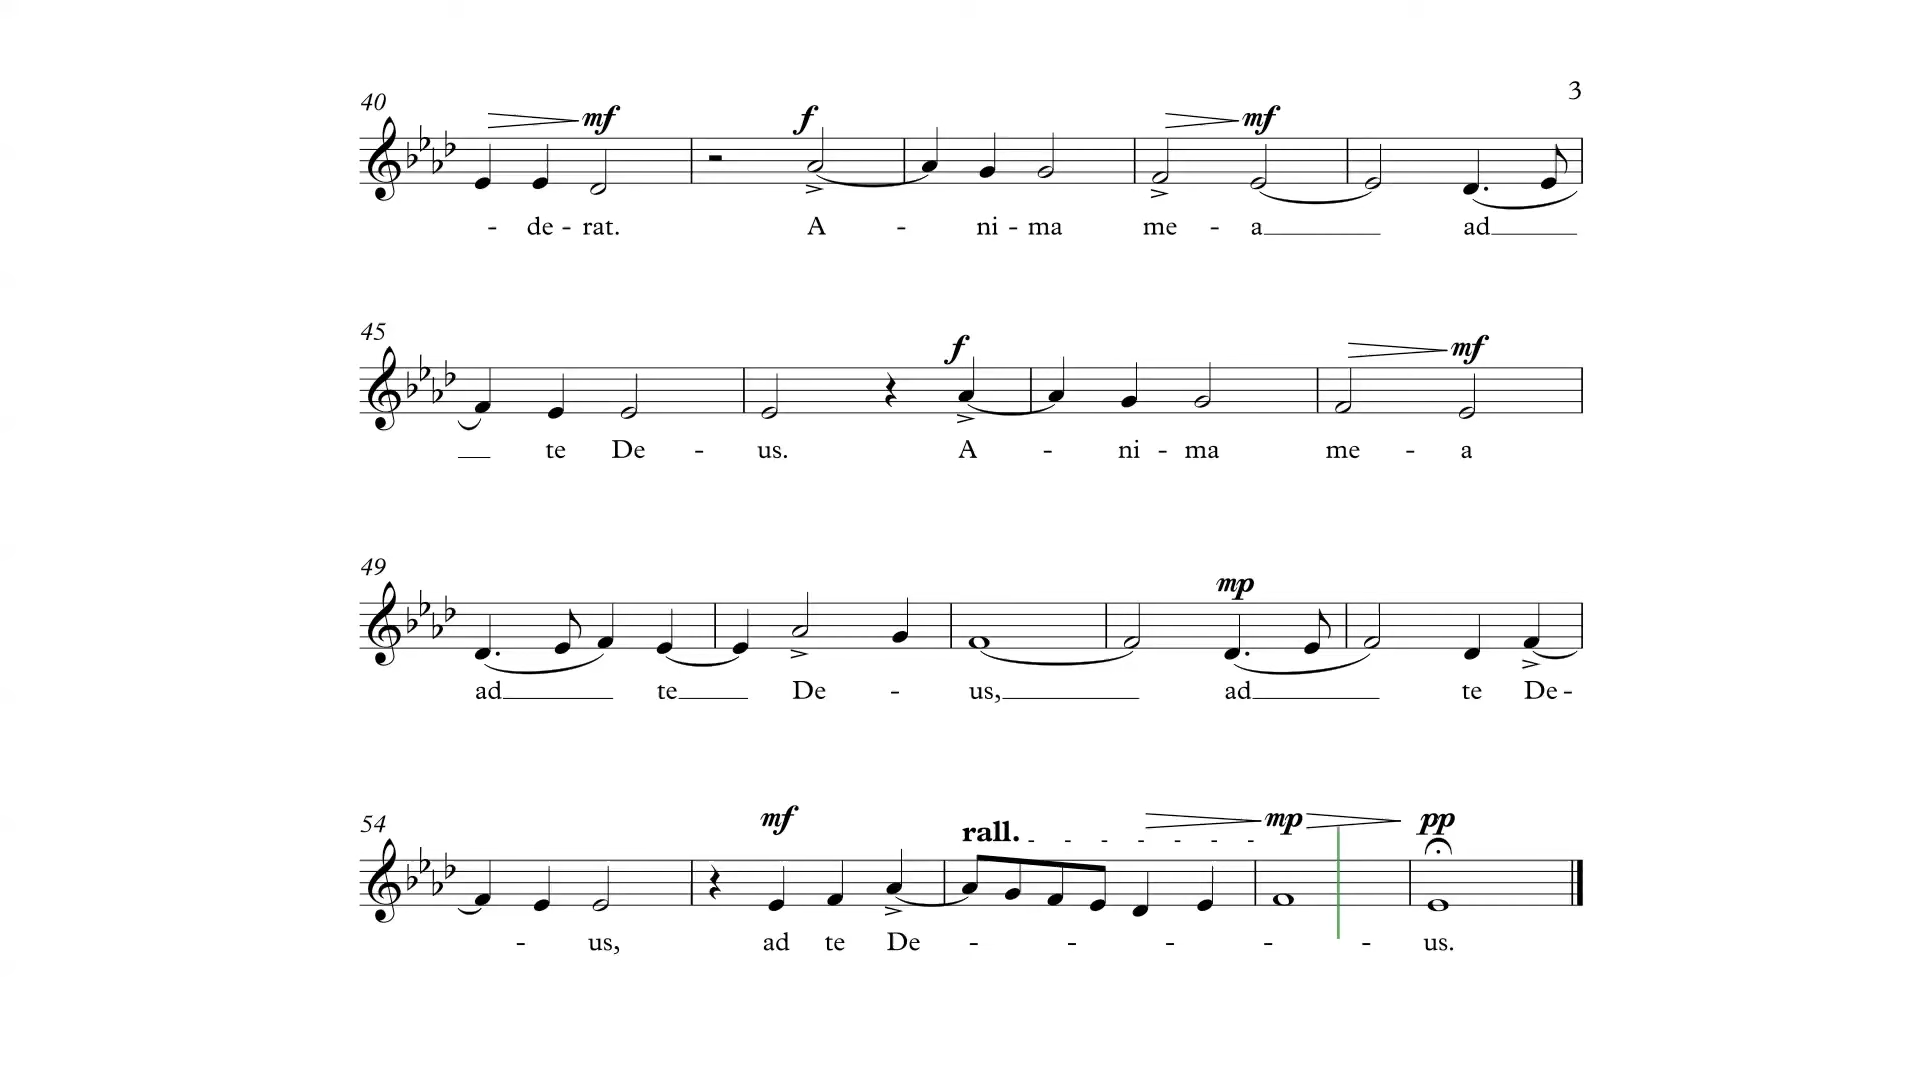 3
40
mf f mf
- de - rat. A - ni - ma me - a ad
45
f mf
te De - us. A - ni - ma me - a
49
mp
ad te De - us, ad te De -
54
mf rall. mp pp
- us, ad te De - - - - - us.